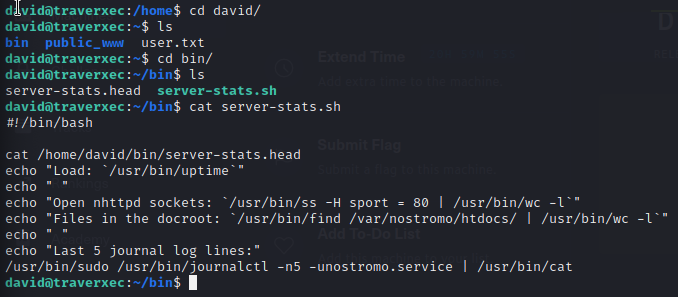 david@traverxec:/home$ cd david/
david@traverxec:~$ ls
bin  public_www  user.txt
david@traverxec:~$ cd bin/
david@traverxec:~/bin$ ls
server-stats.head  server-stats.sh
david@traverxec:~/bin$ cat server-stats.sh
#!/bin/bash

cat /home/david/bin/server-stats.head
echo "Load: `/usr/bin/uptime`"
echo " "
echo "Open nhttpd sockets: `/usr/bin/ss -H sport = 80 | /usr/bin/wc -l`"
echo "Files in the docroot: `/usr/bin/find /var/nostromo/htdocs/ | /usr/bin/wc -l`"
echo " "
echo "Last 5 journal log lines:"
/usr/bin/sudo /usr/bin/journalctl -n5 -unostromo.service | /usr/bin/cat
david@traverxec:~/bin$
Extend Time
Add extra time to the machine.
Submit Flag
Submit a flag to this machine.
Add To-Do List